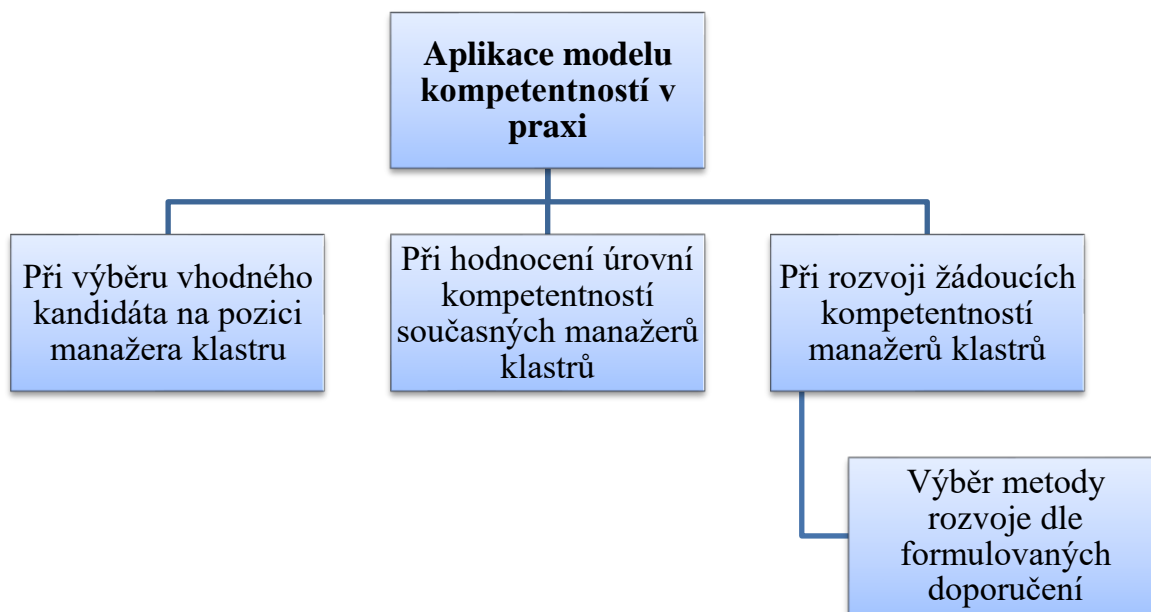 Aplikace modelu
kompetentností v
praxi
Při výběru vhodného
kandidáta na pozici
manažera klastru
Při hodnocení úrovní
kompetentností
současných manažerů
klastrů
Při rozvoji žádoucích
kompetentností
manažerů klastrů
Výběr metody
rozvoje dle
formulovaných
doporučení